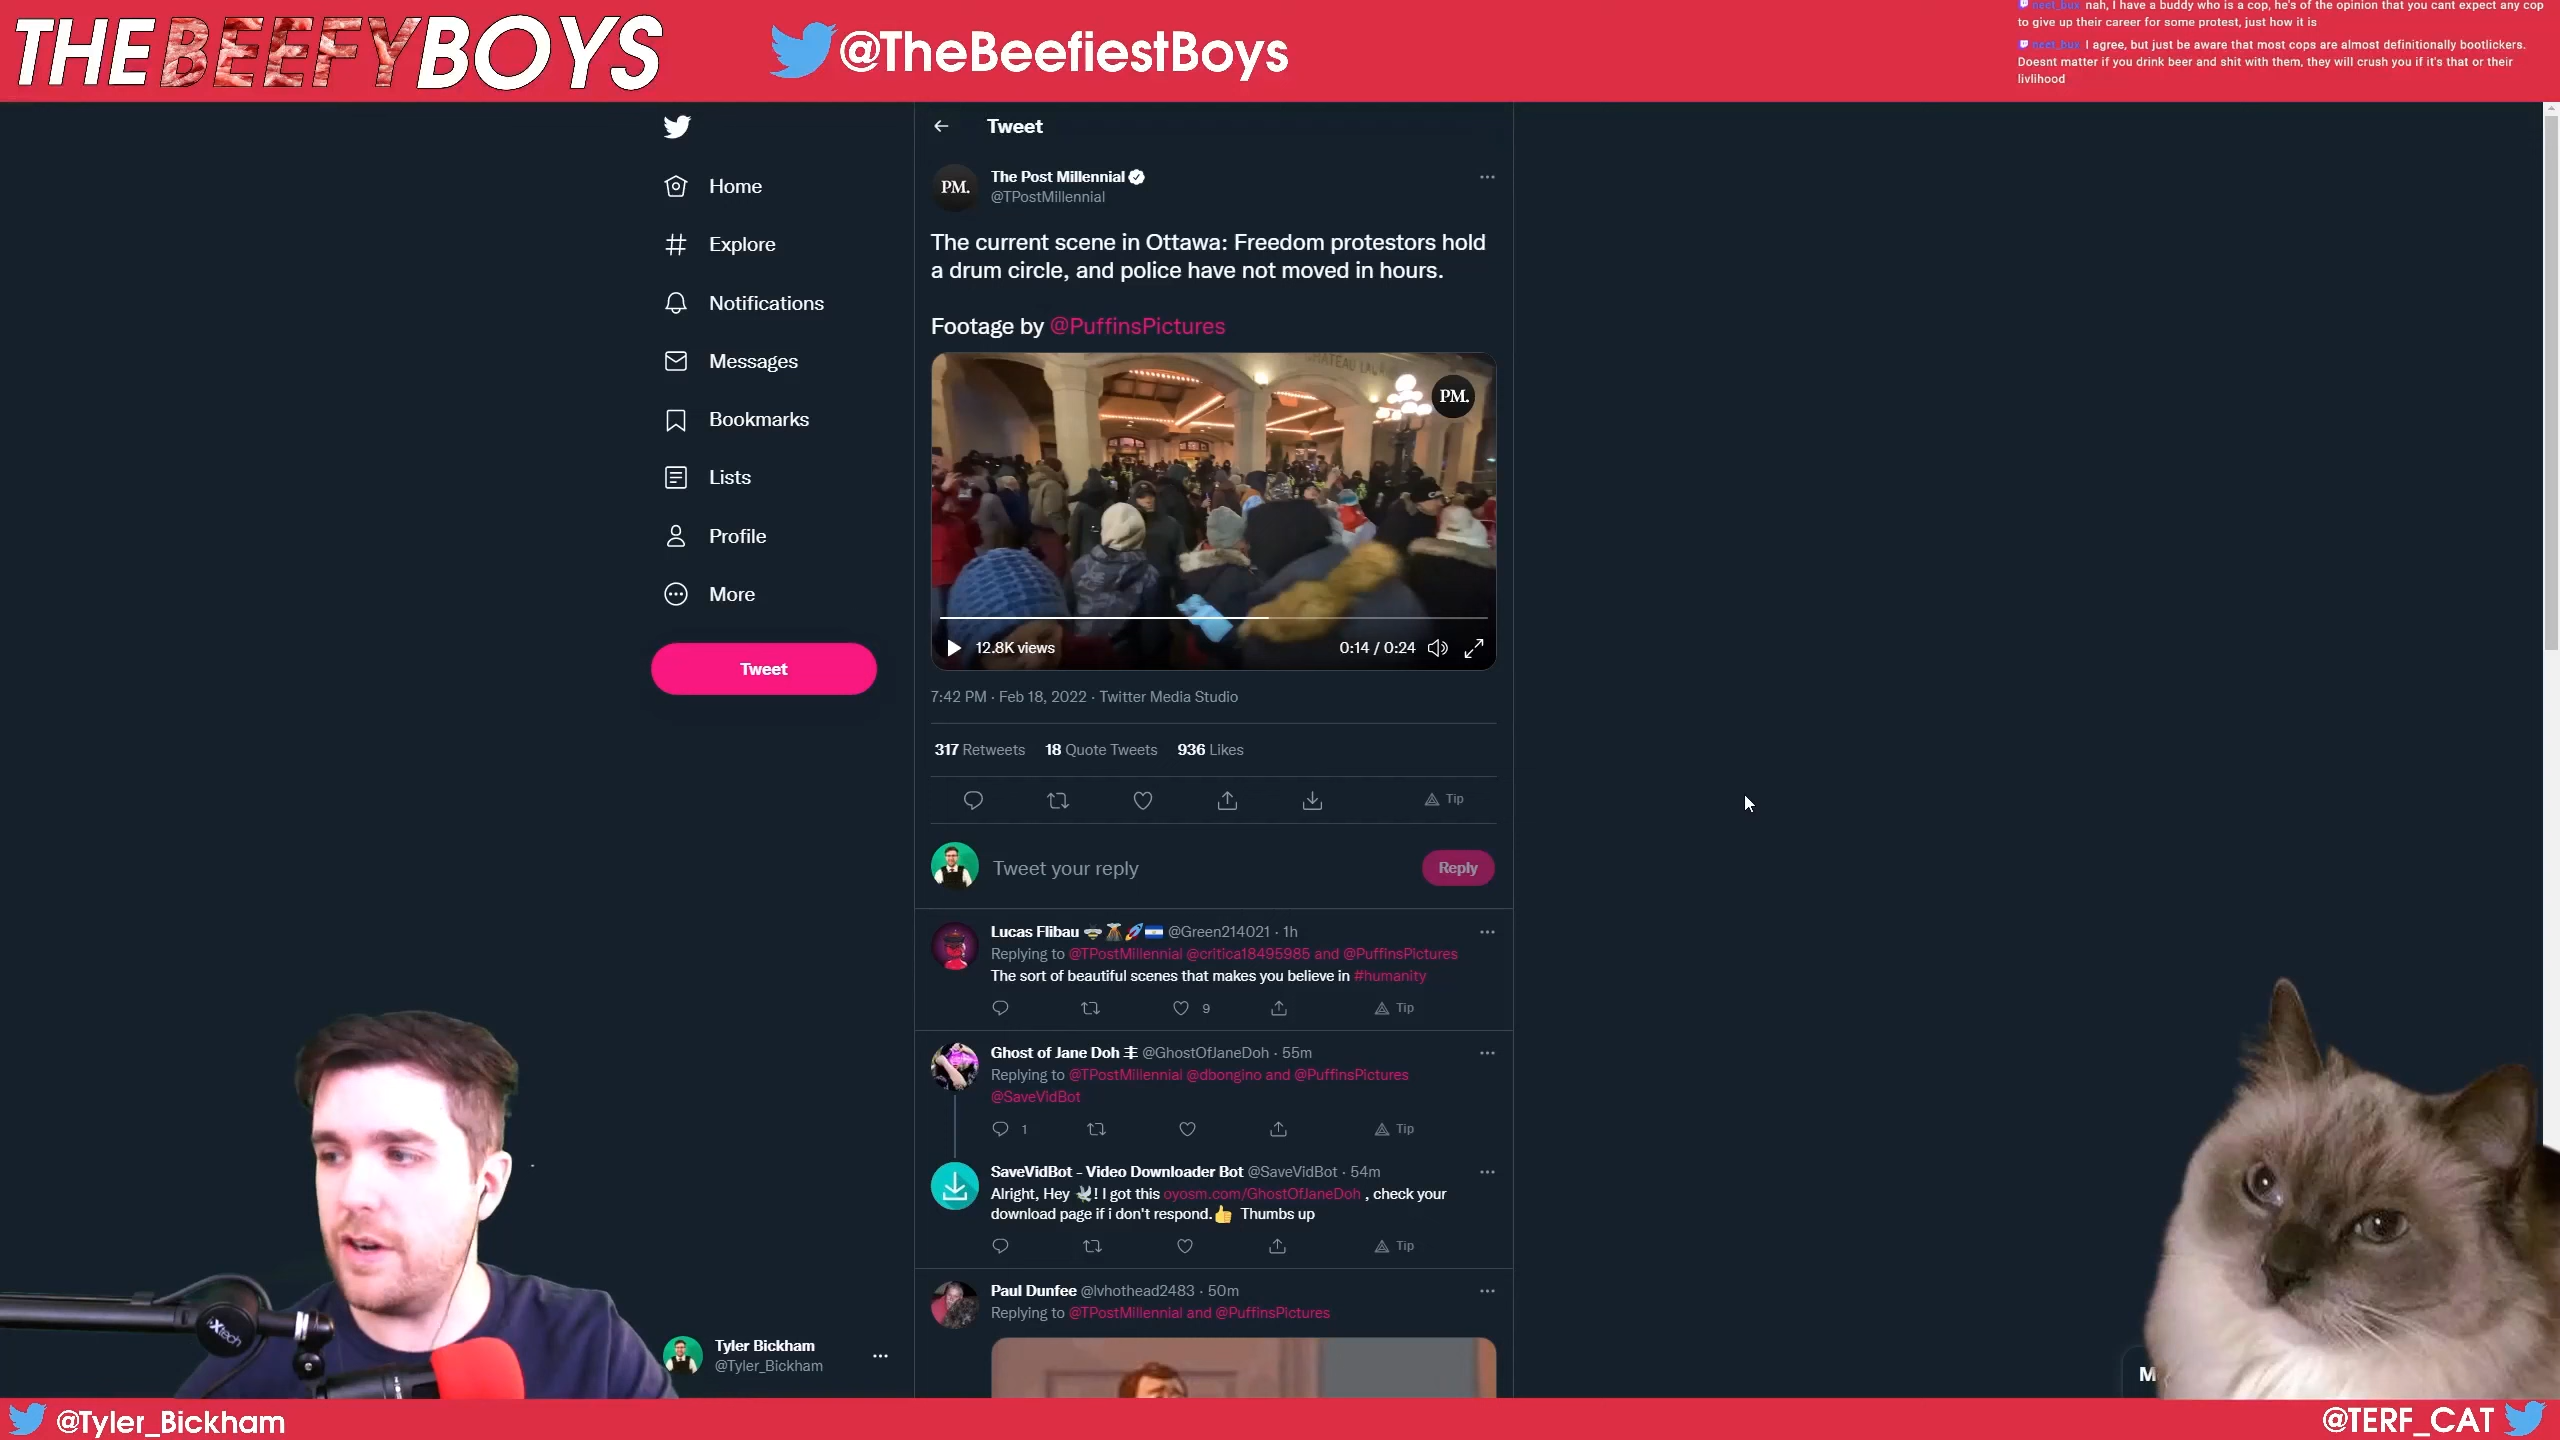 THEBEEFYBOYS
@TheBeefiestBoys
neet_bux nah, I have a buddy who is a cop, he's of the opinion that you cant expect any cop
to give up their career for some protest, just how it is
neet_bux I agree, but just be aware that most cops are almost definitionally bootlickers.
Doesnt matter if you drink beer and shit with them, they will crush you if it's that or their
livlihood
Home
Explore
Notifications
Messages
Bookmarks
Lists
Profile
More
Tweet
Tyler Bickham
@Tyler_Bickham
Tweet
PM.
The Post Millennial
@TPostMillennial
The current scene in Ottawa: Freedom protestors hold
a drum circle, and police have not moved in hours.
Footage by @PuffinsPictures
PM.
12.8K views
0:14 / 0:24
7:42 PM · Feb 18, 2022 · Twitter Media Studio
317 Retweets 18 Quote Tweets 936 Likes
Tip
Tweet your reply
Reply
Lucas Flibau @Green214021 · 1h
Replying to @TPostMillennial @critica18495985 and @PuffinsPictures
The sort of beautiful scenes that makes you believe in #humanity
9
Tip
Ghost of Jane Doh @GhostOfJaneDoh · 55m
Replying to @TPostMillennial @dbongino and @PuffinsPictures
@SaveVidBot
1
Tip
SaveVidBot - Video Downloader Bot @SaveVidBot · 54m
Alright, Hey 🕊! I got this oyosm.com/GhostOfJaneDoh , check your
download page if i don't respond.👍 Thumbs up
Tip
Paul Dunfee @lvhothead2483 · 50m
Replying to @TPostMillennial and @PuffinsPictures
M
@Tyler_Bickham
@TERF_CAT